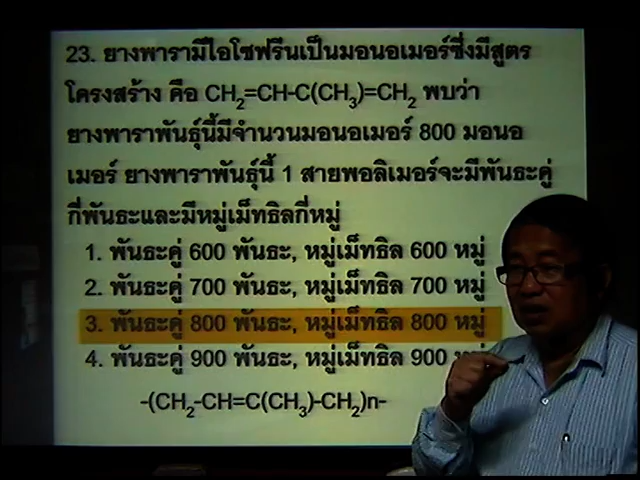 23. ยางพารามีไอโซฟรีนเป็นมอนอเมอร์ซึ่งมีสูตร
โครงสร้าง คือ CH₂=CH-C(CH₃)=CH₂ พบว่า
ยางพาราพันธุ์นี้มีจำนวนมอนอเมอร์ 800 มอนอ
เมอร์ ยางพาราพันธุ์นี้ 1 สายพอลิเมอร์จะมีพันธะคู่
กี่พันธะและมีหมู่เม็ทธิลกี่หมู่
1. พันธะคู่ 600 พันธะ, หมู่เม็ทธิล 600 หมู่
2. พันธะคู่ 700 พันธะ, หมู่เม็ทธิล 700 หมู่
3. พันธะคู่ 800 พันธะ, หมู่เม็ทธิล 800 หมู่
4. พันธะคู่ 900 พันธะ, หมู่เม็ทธิล 900 หมู่
-(CH₂-CH=C(CH₃)-CH₂)n-